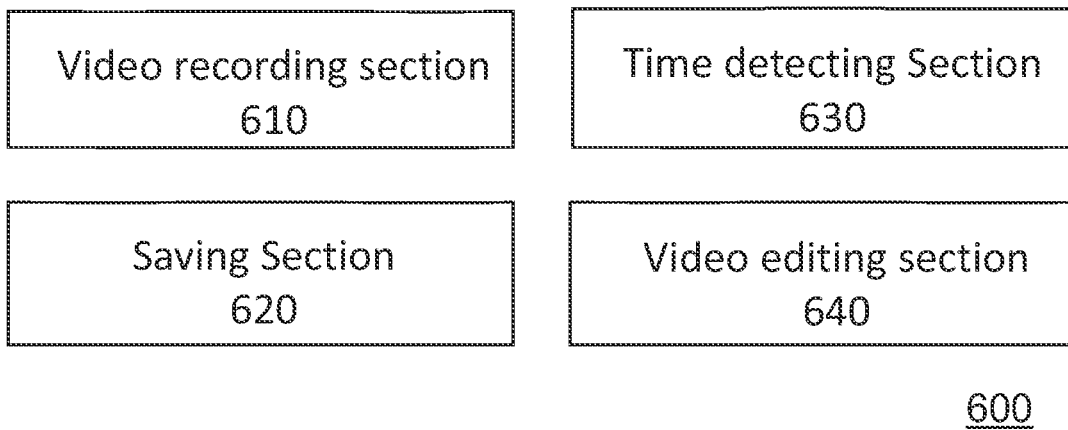 Video recording section
610
Time detecting Section
630
Saving Section
620
Video editing section
640
600